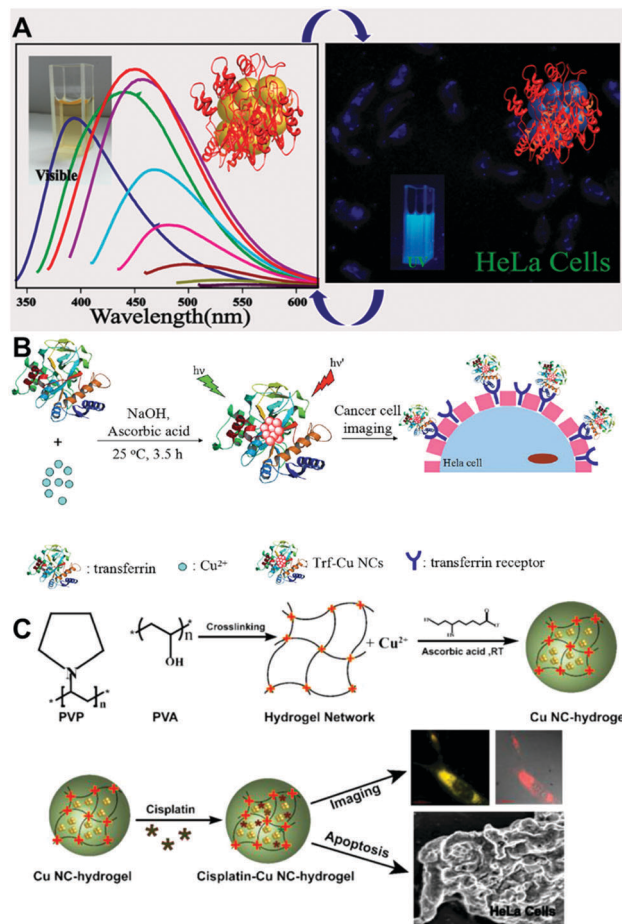 A
Visible
340 400 450 500 550 600
Wavelength(nm)
UV
HeLa Cells
B
hν
hν'
NaOH,
Ascorbic acid
25 °C, 3.5 h
+
Cancer cell
imaging
Hela cell
: transferrin
: Cu2+
Trf-Cu NCs
: transferrin receptor
C
N
* n *
PVP
* n *
OH
PVA
Crosslinking
Hydrogel Network
+ Cu2+
Ascorbic acid ,RT
Cu NC-hydrogel
Cu NC-hydrogel
Cisplatin
Cisplatin-Cu NC-hydrogel
Imaging
Apoptosis
HeLa Cells